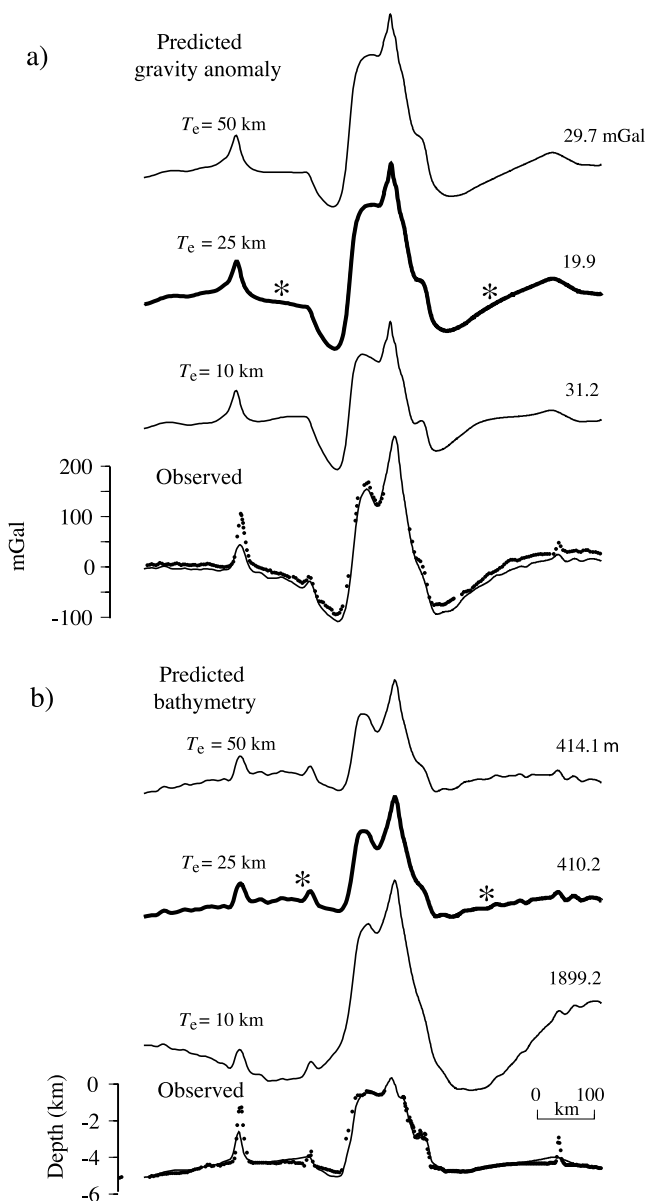 a)
Predicted
gravity anomaly
Te = 50 km
29.7 mGal
Te = 25 km
19.9
*
*
Te = 10 km
31.2
Observed
200
100
0
-100
mGal
b)
Predicted
bathymetry
Te = 50 km
414.1 m
Te = 25 km
410.2
*
*
Te = 10 km
1899.2
Observed
0
-2
-4
-6
Depth (km)
0 100
km